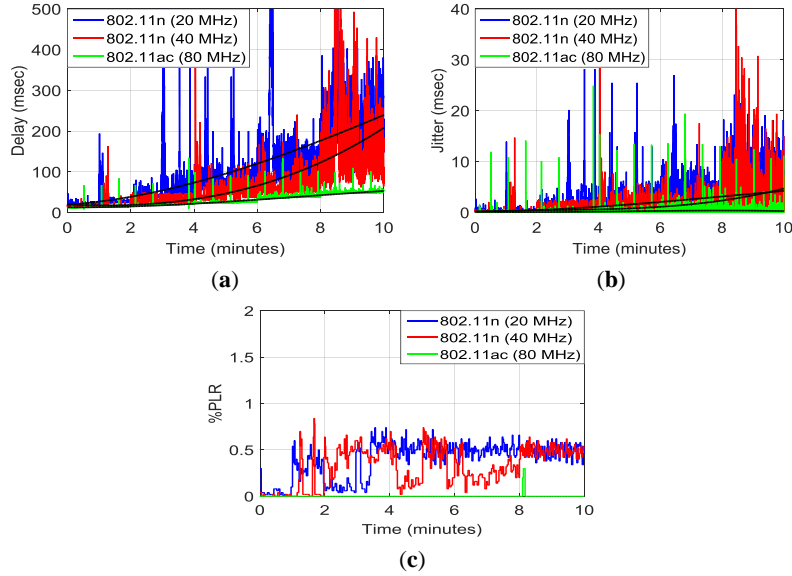 500
400
300
200
100
0
Delay (msec)
802.11n (20 MHz)
802.11n (40 MHz)
802.11ac (80 MHz)
0 2 4 6 8 10
Time (minutes)
(a)
40
30
20
10
0
Jitter (msec)
802.11n (20 MHz)
802.11n (40 MHz)
802.11ac (80 MHz)
0 2 4 6 8 10
Time (minutes)
(b)
2
1.5
1
0.5
0
%PLR
802.11n (20 MHz)
802.11n (40 MHz)
802.11ac (80 MHz)
0 2 4 6 8 10
Time (minutes)
(c)